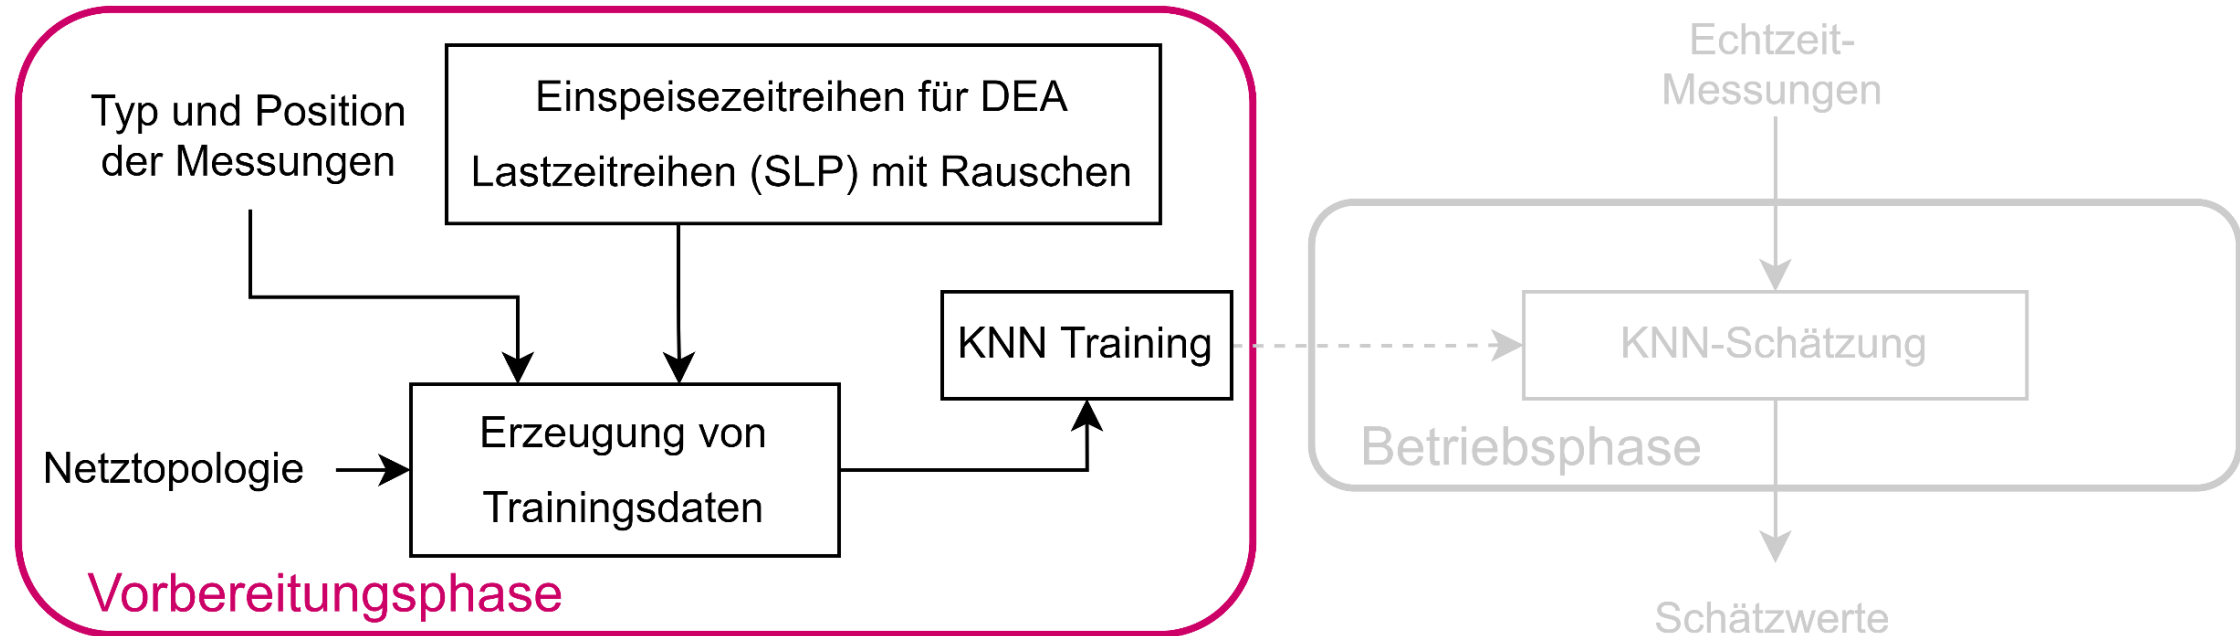 Typ und Position
der Messungen
Einspeisezeitreihen für DEA
Lastzeitreihen (SLP) mit Rauschen
KNN Training
Netztopologie
Erzeugung von
Trainingsdaten
Vorbereitungsphase
Echtzeit-
Messungen
KNN-Schätzung
Betriebsphase
Schätzwerte